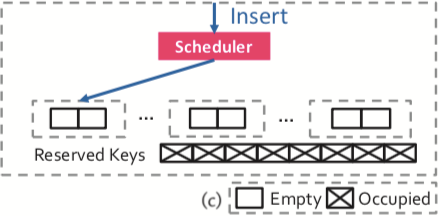 Insert
Scheduler
... ...
Reserved Keys
(c) Empty Occupied